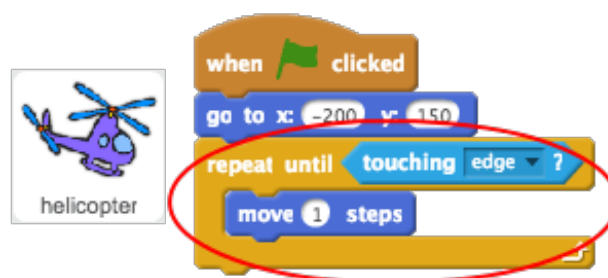 when clicked
go to x: -200 y: 150
repeat until touching edge ?
move 1 steps
helicopter